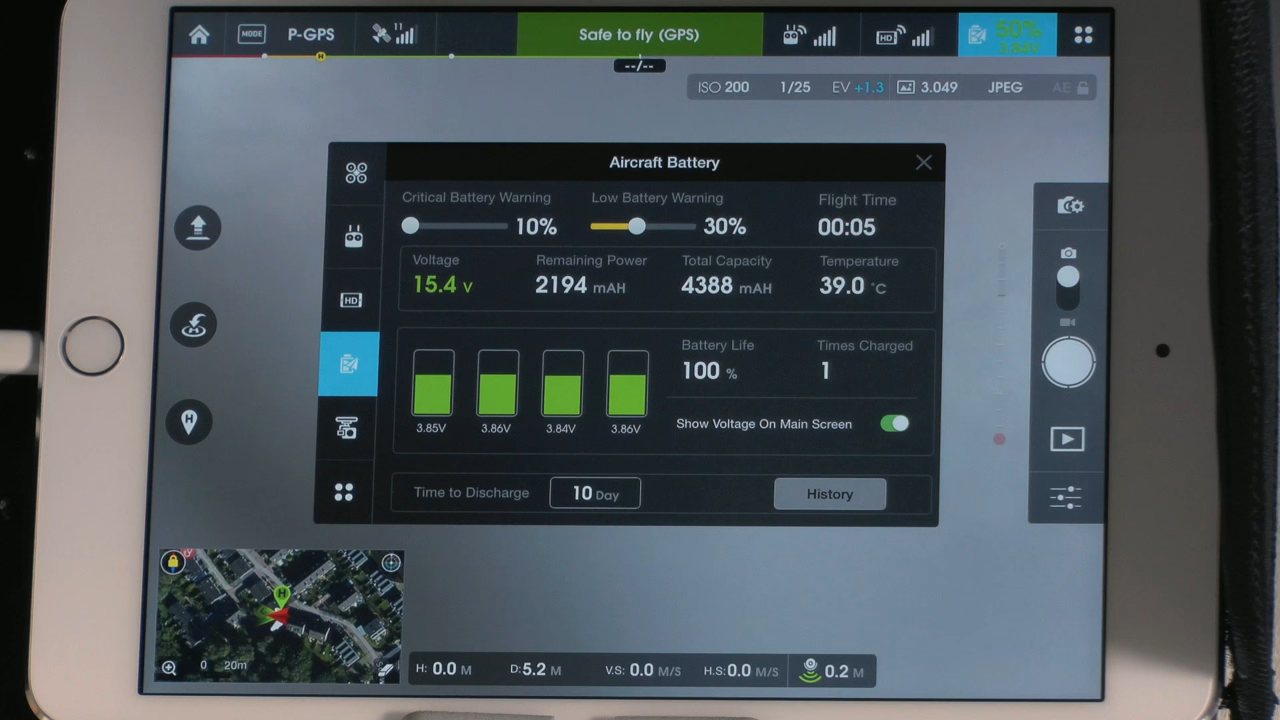 MODE P-GPS 11 Safe to fly (GPS) HD 50%
3.84V
H --/--
ISO 200 1/25 EV +1.3 3.049 JPEG AE
Aircraft Battery
Critical Battery Warning Low Battery Warning Flight Time
10% 30% 00:05
Voltage Remaining Power Total Capacity Temperature
15.4 V 2194 mAH 4388 mAH 39.0 °C
HD
Battery Life Times Charged
100 % 1
Show Voltage On Main Screen
3.85V 3.86V 3.84V 3.86V
Time to Discharge 10 Day History
H
H
0 20m
H: 0.0 M D:5.2 M V.S: 0.0 M/S H.S:0.0 M/S 0.2 M